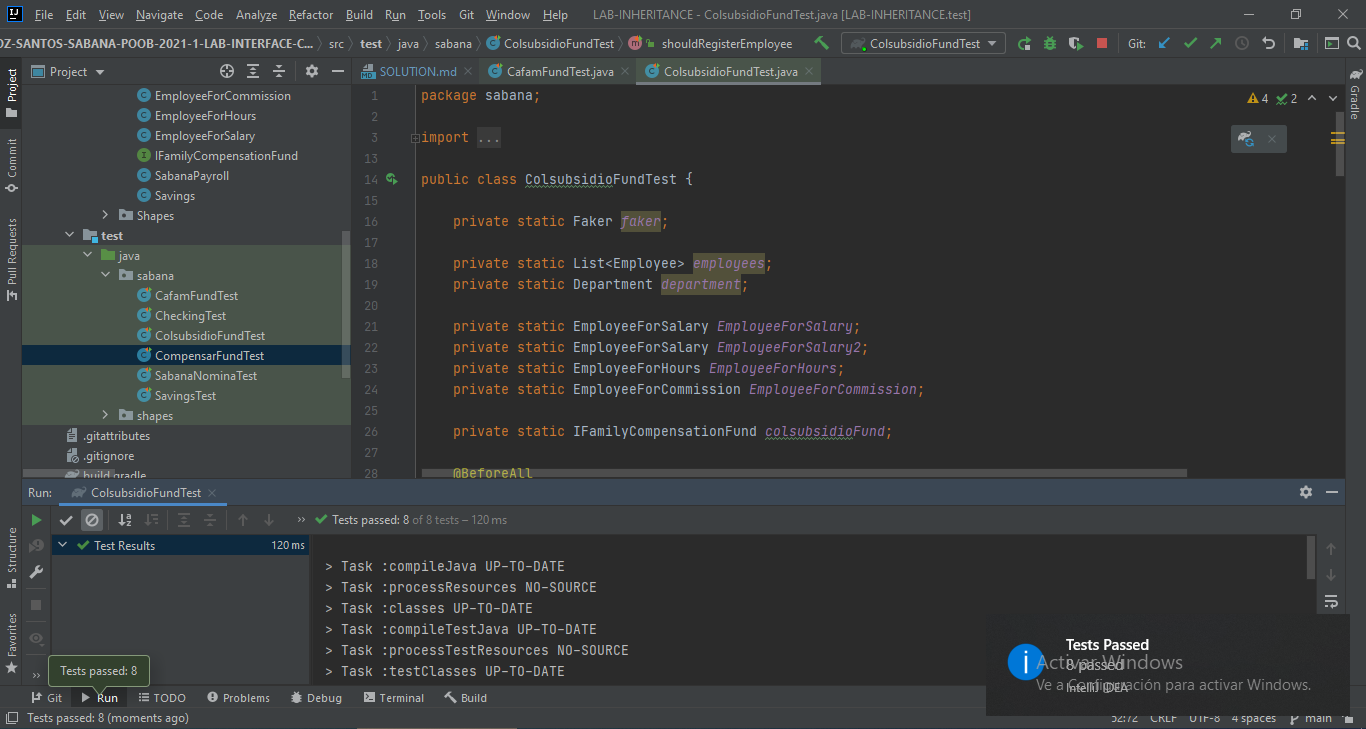 File Edit View Navigate Code Analyze Refactor Build Run Tools Git Window Help LAB-INHERITANCE - ColsubsidioFundTest.java [LAB-INHERITANCE.test]
OZ-SANTOS-SABANA-POOB-2021-1-LAB-INTERFACE-C... src test java sabana ColsubsidioFundTest shouldRegisterEmployee ColsubsidioFundTest Git:
Project SOLUTION.md CafamFundTest.java ColsubsidioFundTest.java
Project
Commit
Pull Requests
Structure
Favorites
Gradle
EmployeeForCommission
EmployeeForHours
EmployeeForSalary
IFamilyCompensationFund
SabanaPayroll
Savings
Shapes
test
java
sabana
CafamFundTest
CheckingTest
ColsubsidioFundTest
CompensarFundTest
SabanaNominaTest
SavingsTest
shapes
.gitattributes
.gitignore
build.gradle
4 2
1 package sabana;
2
3 import ...
13
14 public class ColsubsidioFundTest {
15
16 private static Faker faker;
17
18 private static List<Employee> employees;
19 private static Department department;
20
21 private static EmployeeForSalary EmployeeForSalary;
22 private static EmployeeForSalary EmployeeForSalary2;
23 private static EmployeeForHours EmployeeForHours;
24 private static EmployeeForCommission EmployeeForCommission;
25
26 private static IFamilyCompensationFund colsubsidioFund;
27
28 @BeforeAll
Run: ColsubsidioFundTest
Tests passed: 8 of 8 tests – 120 ms
Test Results 120 ms
> Task :compileJava UP-TO-DATE
> Task :processResources NO-SOURCE
> Task :classes UP-TO-DATE
> Task :compileTestJava UP-TO-DATE
> Task :processTestResources NO-SOURCE
> Task :testClasses UP-TO-DATE
Tests passed: 8
Tests Passed
8 passed
IntelliJ IDEA
Activar Windows
Ve a Configuración para activar Windows.
Git Run TODO Problems Debug Terminal Build
Tests passed: 8 (moments ago) 52:72 CRLF UTF-8 4 spaces main